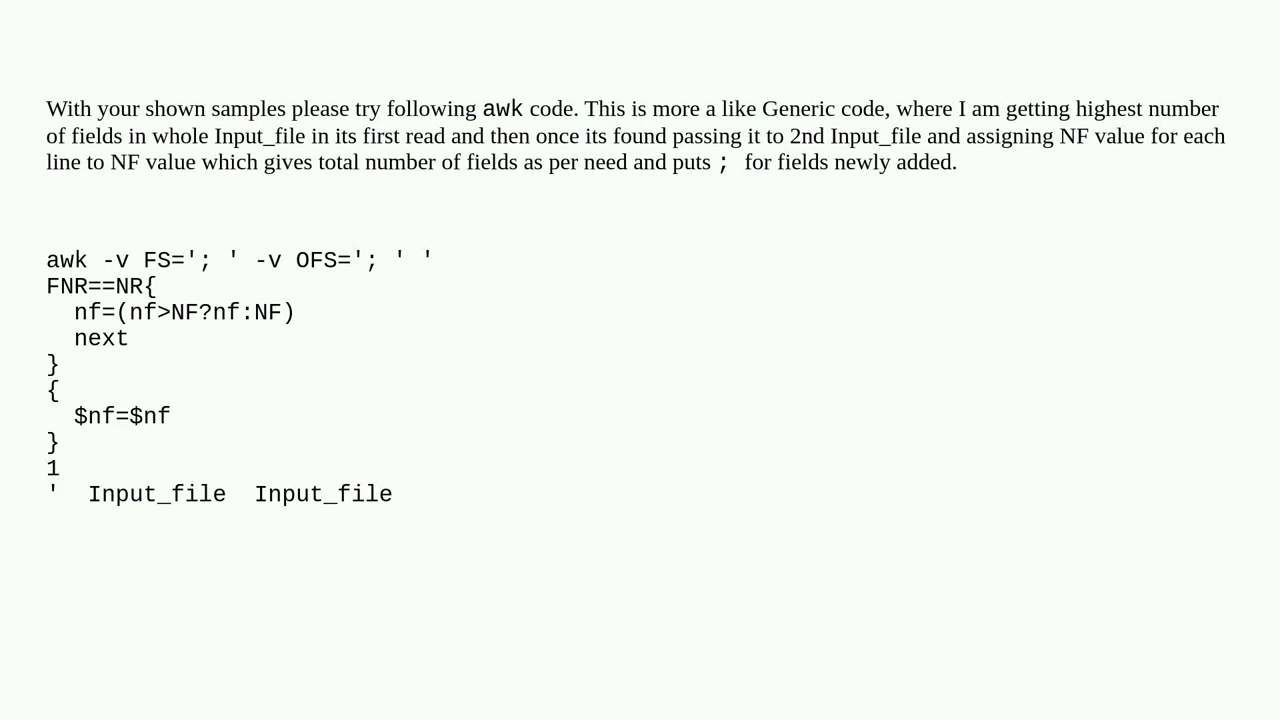 With your shown samples please try following awk code. This is more a like Generic code, where I am getting highest number
of fields in whole Input_file in its first read and then once its found passing it to 2nd Input_file and assigning NF value for each
line to NF value which gives total number of fields as per need and puts ;  for fields newly added.
awk -v FS='; ' -v OFS='; ' '
FNR==NR{
  nf=(nf>NF?nf:NF)
  next
}
{
  $nf=$nf
}
1
'  Input_file  Input_file